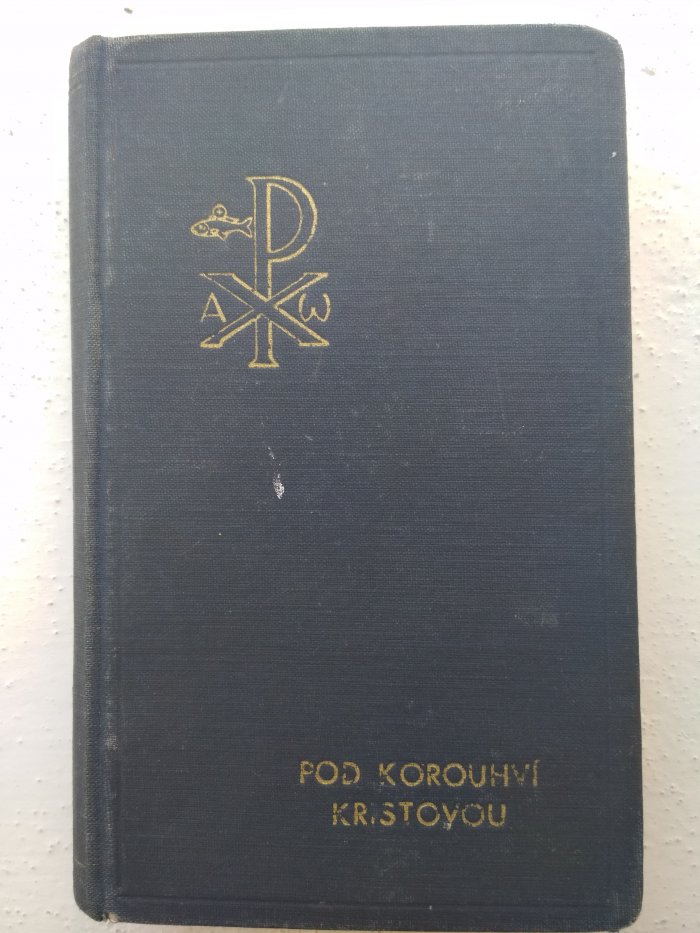 P
A X ω
POD KOROUHVÍ
KRISTOVOU